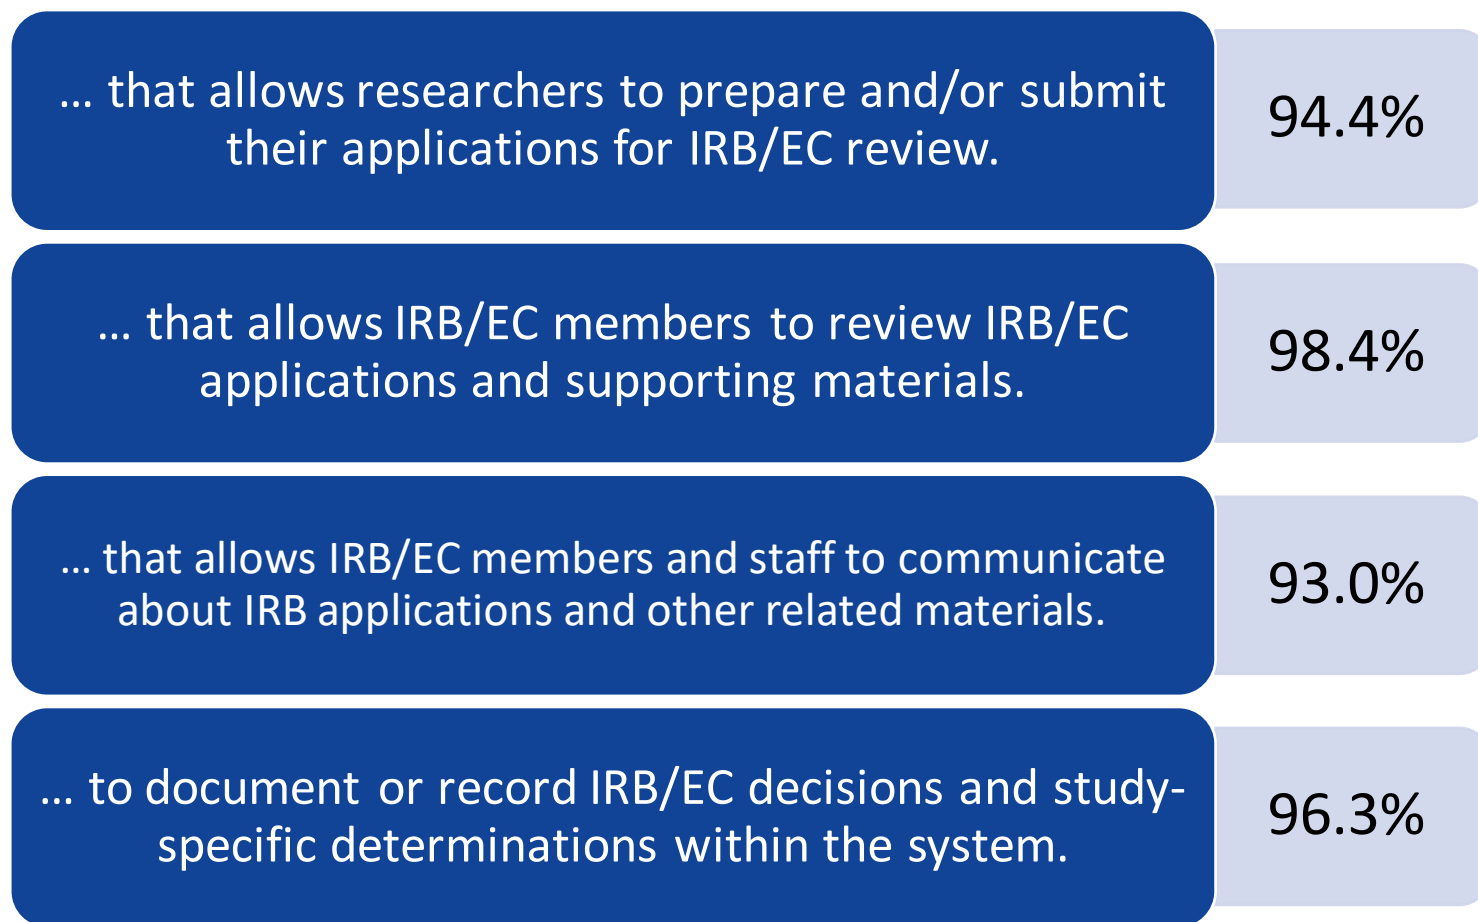 ... that allows researchers to prepare and/or submit
their applications for IRB/EC review.
94.4%
... that allows IRB/EC members to review IRB/EC
applications and supporting materials.
98.4%
... that allows IRB/EC members and staff to communicate
about IRB applications and other related materials.
93.0%
... to document or record IRB/EC decisions and study-
specific determinations within the system.
96.3%